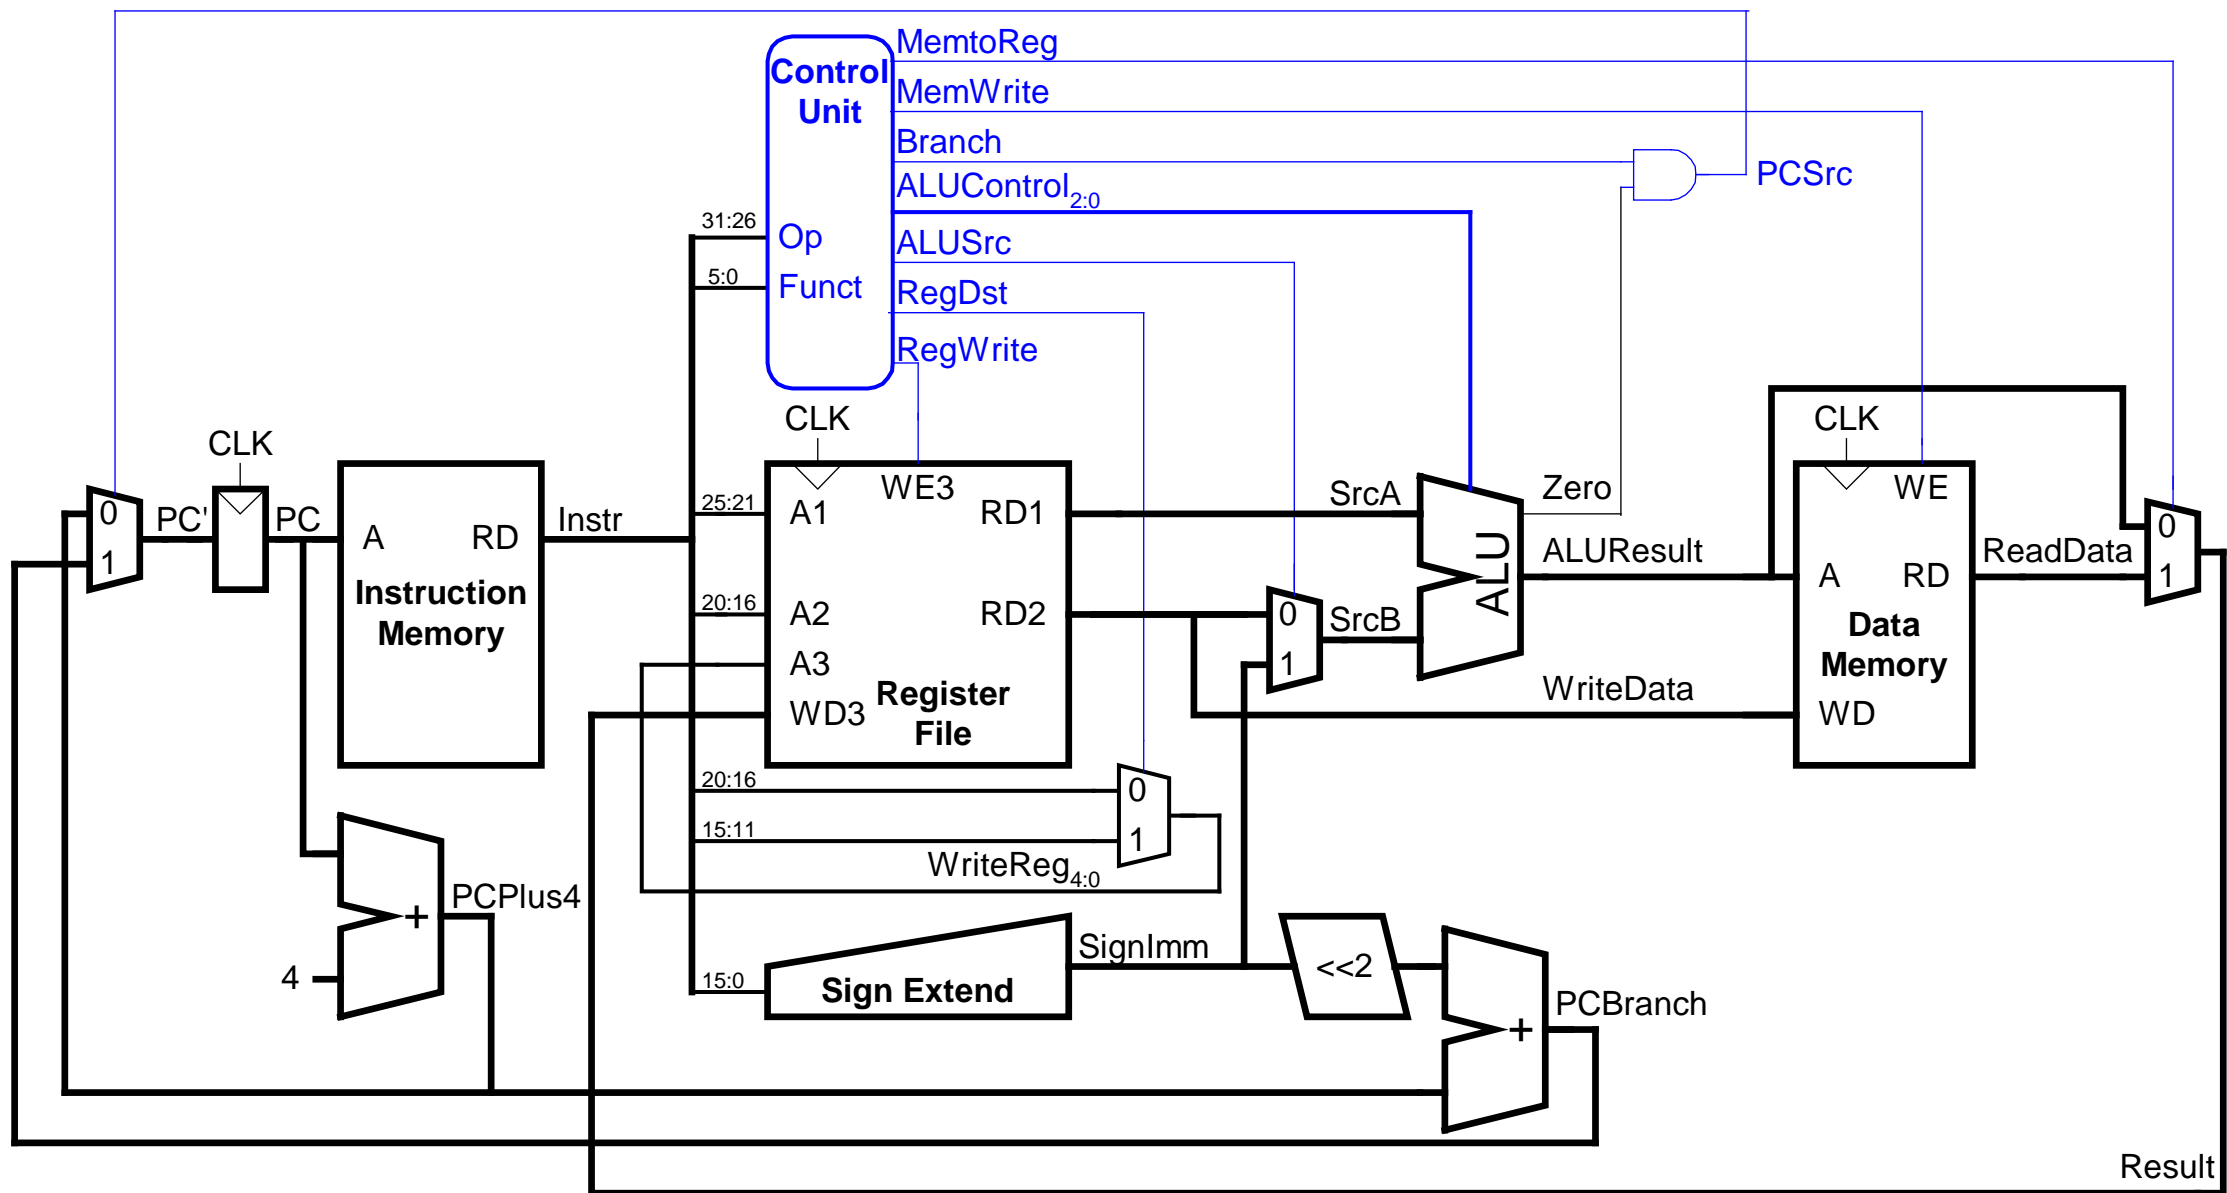 MemtoReg
Control
Unit
MemWrite
Branch
PCSrc
ALUControl2:0
31:26
Op
ALUSrc
5:0
Funct
RegDst
RegWrite
CLK
CLK
CLK
0
1
PC'
PC
A
RD
Instruction
Memory
Instr
25:21
A1
WE3
RD1
20:16
A2
RD2
A3
WD3
Register
File
SrcA
0
1
SrcB
ALU
Zero
ALUResult
WriteData
WE
A
RD
Data
Memory
WD
ReadData
0
1
20:16
0
15:11
1
WriteReg4:0
PCPlus4
+
4
15:0
Sign Extend
SignImm
<<2
+
PCBranch
Result